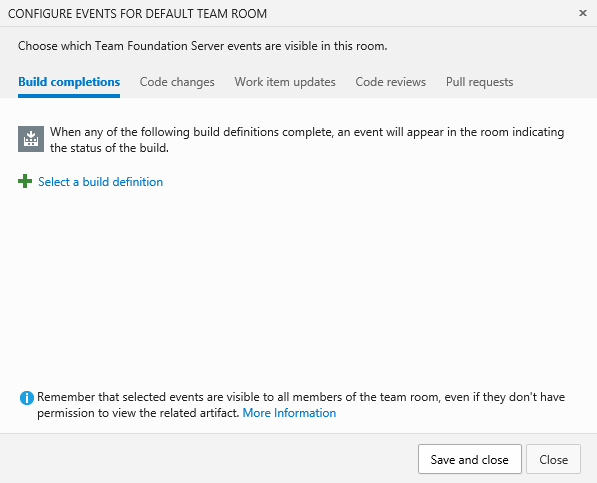 CONFIGURE EVENTS FOR DEFAULT TEAM ROOM
Choose which Team Foundation Server events are visible in this room.
Build completions Code changes Work item updates Code reviews Pull requests
When any of the following build definitions complete, an event will appear in the room indicating
the status of the build.
Select a build definition
Remember that selected events are visible to all members of the team room, even if they don't have
permission to view the related artifact. More Information
Save and close Close